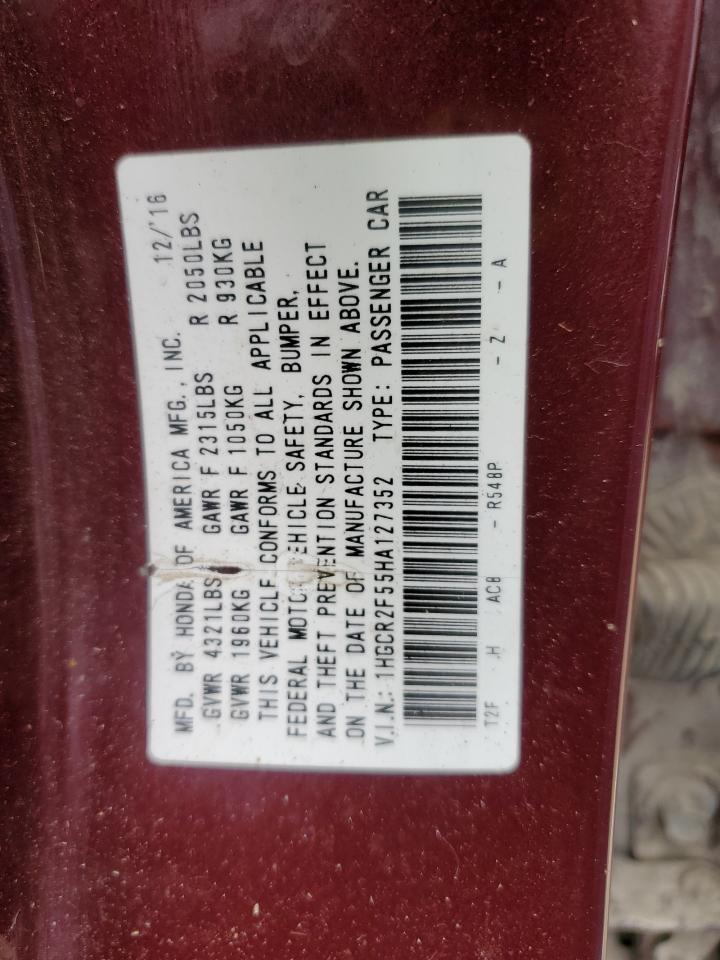 MFD. BY HONDA OF AMERICA MFG., INC. 12/'16
GVWR 4321LBS GAWR F 2315LBS R 2050LBS
GVWR 1960KG GAWR F 1050KG R 930KG
THIS VEHICLE CONFORMS TO ALL APPLICABLE
FEDERAL MOTOR VEHICLE SAFETY, BUMPER,
AND THEFT PREVENTION STANDARDS IN EFFECT
ON THE DATE OF MANUFACTURE SHOWN ABOVE.
V.I.N.: 1HGCR2F55HA127352 TYPE: PASSENGER CAR
T2F H ACB - R548P - Z - A